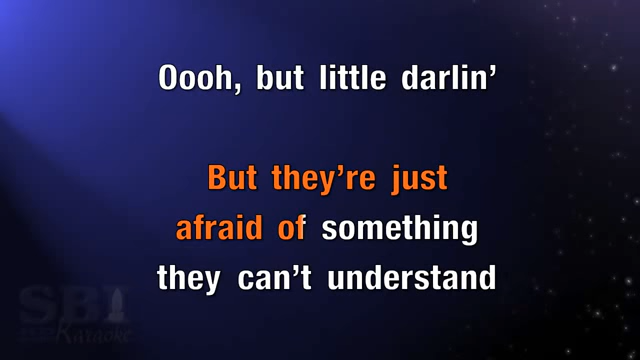 Oooh, but little darlin’
But they’re just
afraid of something
they can’t understand
SBI
Karaoke